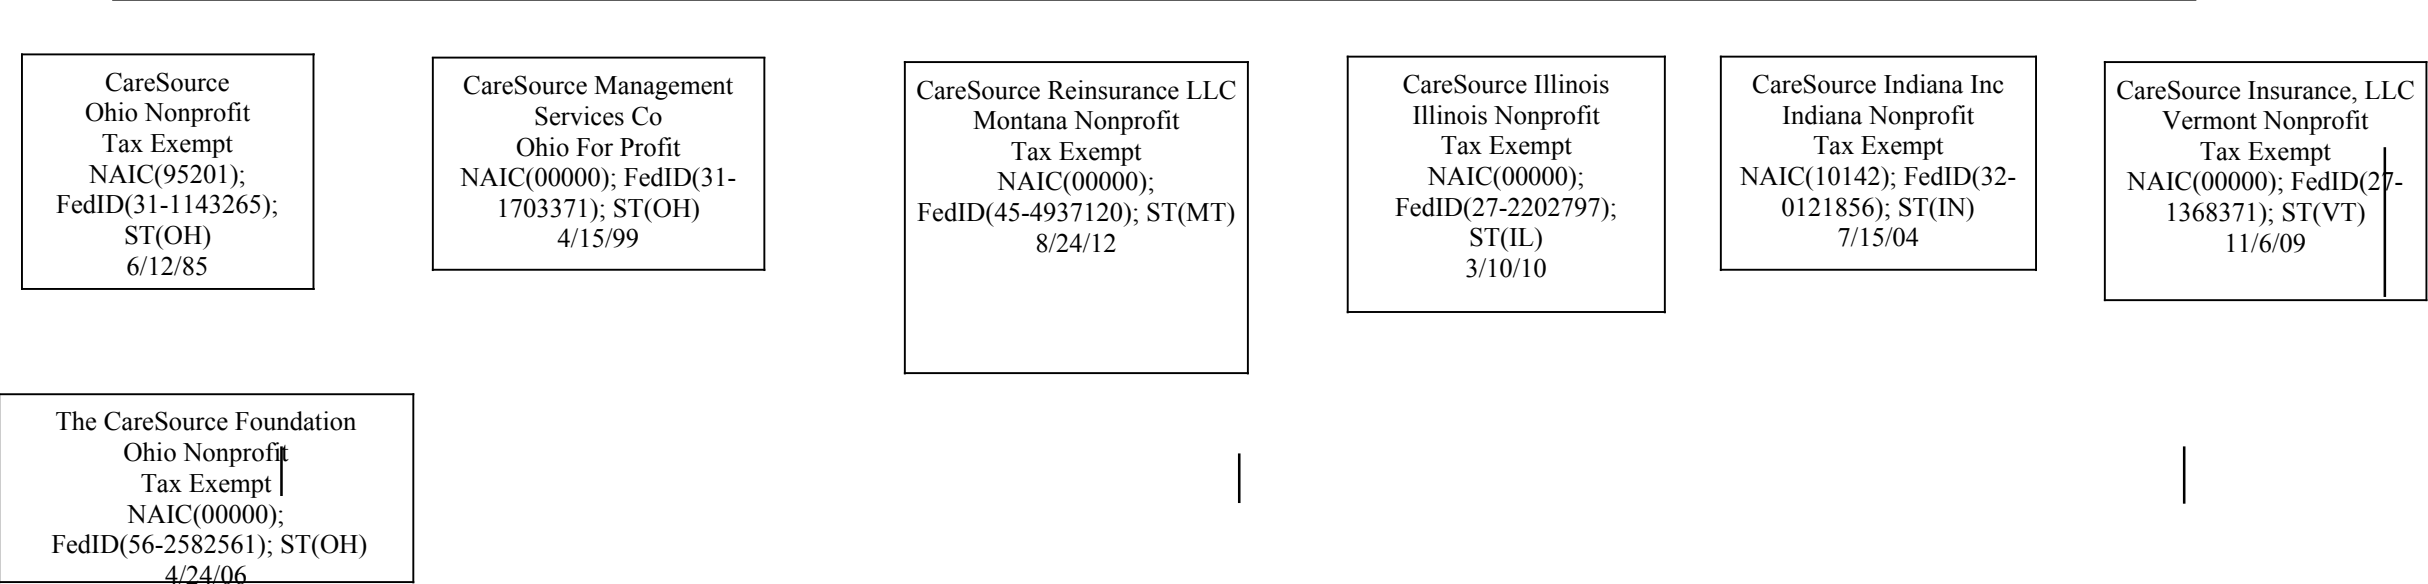 CareSource
Ohio Nonprofit
Tax Exempt
NAIC(95201);
FedID(31-1143265);
ST(OH)
6/12/85
CareSource Management
Services Co
Ohio For Profit
NAIC(00000); FedID(31-
1703371); ST(OH)
4/15/99
CareSource Reinsurance LLC
Montana Nonprofit
Tax Exempt
NAIC(00000);
FedID(45-4937120); ST(MT)
8/24/12
CareSource Illinois
Illinois Nonprofit
Tax Exempt
NAIC(00000);
FedID(27-2202797);
ST(IL)
3/10/10
CareSource Indiana Inc
Indiana Nonprofit
Tax Exempt
NAIC(10142); FedID(32-
0121856); ST(IN)
7/15/04
CareSource Insurance, LLC
Vermont Nonprofit
Tax Exempt
NAIC(00000); FedID(27-
1368371); ST(VT)
11/6/09
The CareSource Foundation
Ohio Nonprofit
Tax Exempt
NAIC(00000);
FedID(56-2582561); ST(OH)
4/24/06